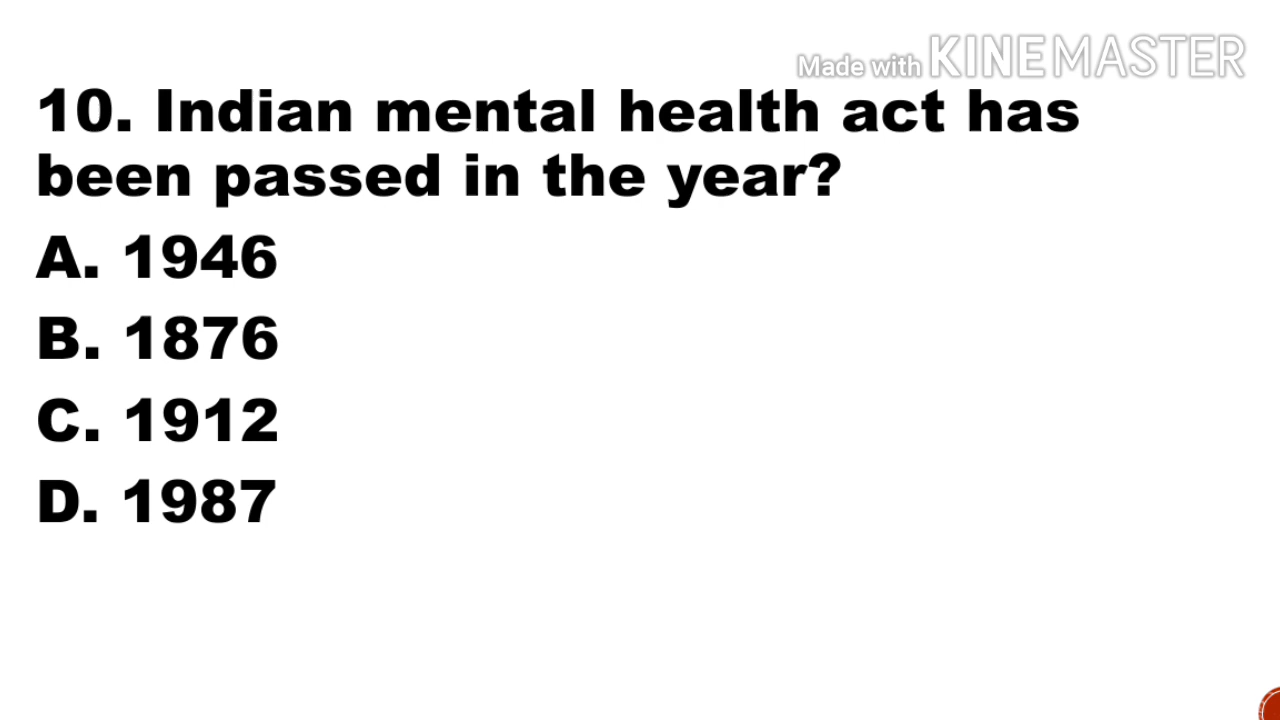 Made with KINEMASTER
10. Indian mental health act has
been passed in the year?
A. 1946
B. 1876
C. 1912
D. 1987